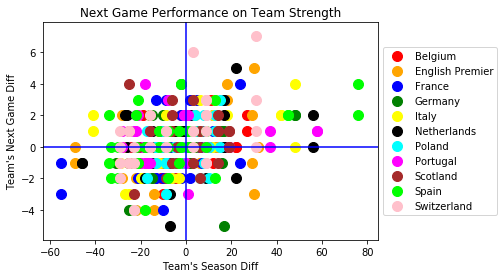 Next Game Performance on Team Strength
Team's Next Game Diff
6
4
2
0
−2
−4
−60
−40
−20
0
20
40
60
80
Team's Season Diff
Belgium
English Premier
France
Germany
Italy
Netherlands
Poland
Portugal
Scotland
Spain
Switzerland